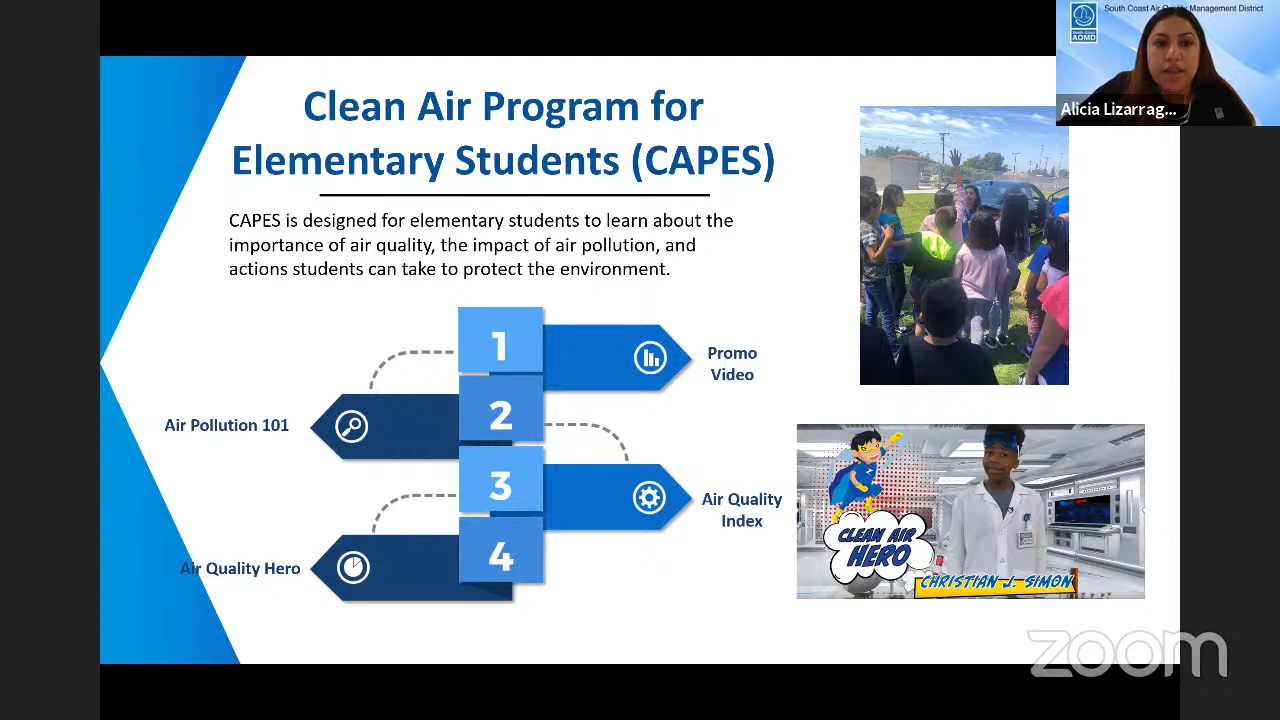 South Coast Air Quality Management District
South Coast
AQMD
Alicia Lizarrag...
Clean Air Program for
Elementary Students (CAPES)
CAPES is designed for elementary students to learn about the
importance of air quality, the impact of air pollution, and
actions students can take to protect the environment.
1
Promo
Video
2
Air Pollution 101
3
Air Quality
Index
4
Air Quality Hero
CLEAN AIR
HERO
CHRISTIAN J. SIMON
zoom